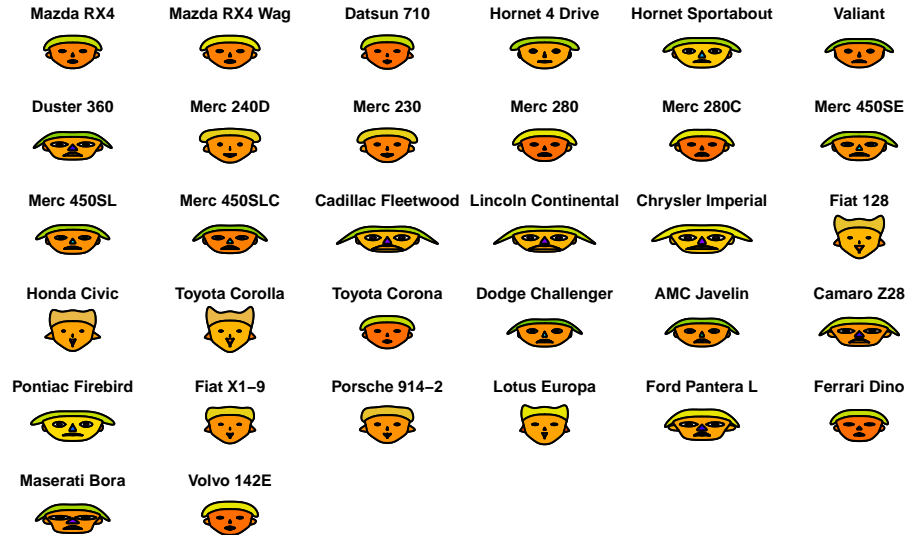 Mazda RX4 Mazda RX4 Wag Datsun 710 Hornet 4 Drive Hornet Sportabout Valiant
Duster 360 Merc 240D Merc 230 Merc 280 Merc 280C Merc 450SE
Merc 450SL Merc 450SLC Cadillac Fleetwood Lincoln Continental Chrysler Imperial Fiat 128
Honda Civic Toyota Corolla Toyota Corona Dodge Challenger AMC Javelin Camaro Z28
Pontiac Firebird Fiat X1−9 Porsche 914−2 Lotus Europa Ford Pantera L Ferrari Dino
Maserati Bora Volvo 142E